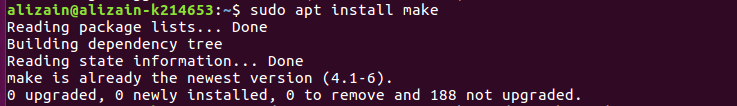 alizain@alizain-k214653:~$ sudo apt install make
Reading package lists... Done
Building dependency tree
Reading state information... Done
make is already the newest version (4.1-6).
0 upgraded, 0 newly installed, 0 to remove and 188 not upgraded.